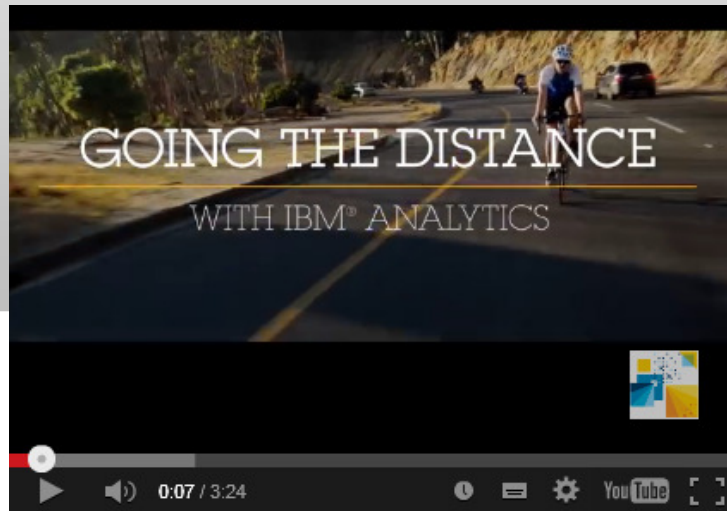 GOING THE DISTANCE
WITH IBM® ANALYTICS
0:07 / 3:24
YouTube